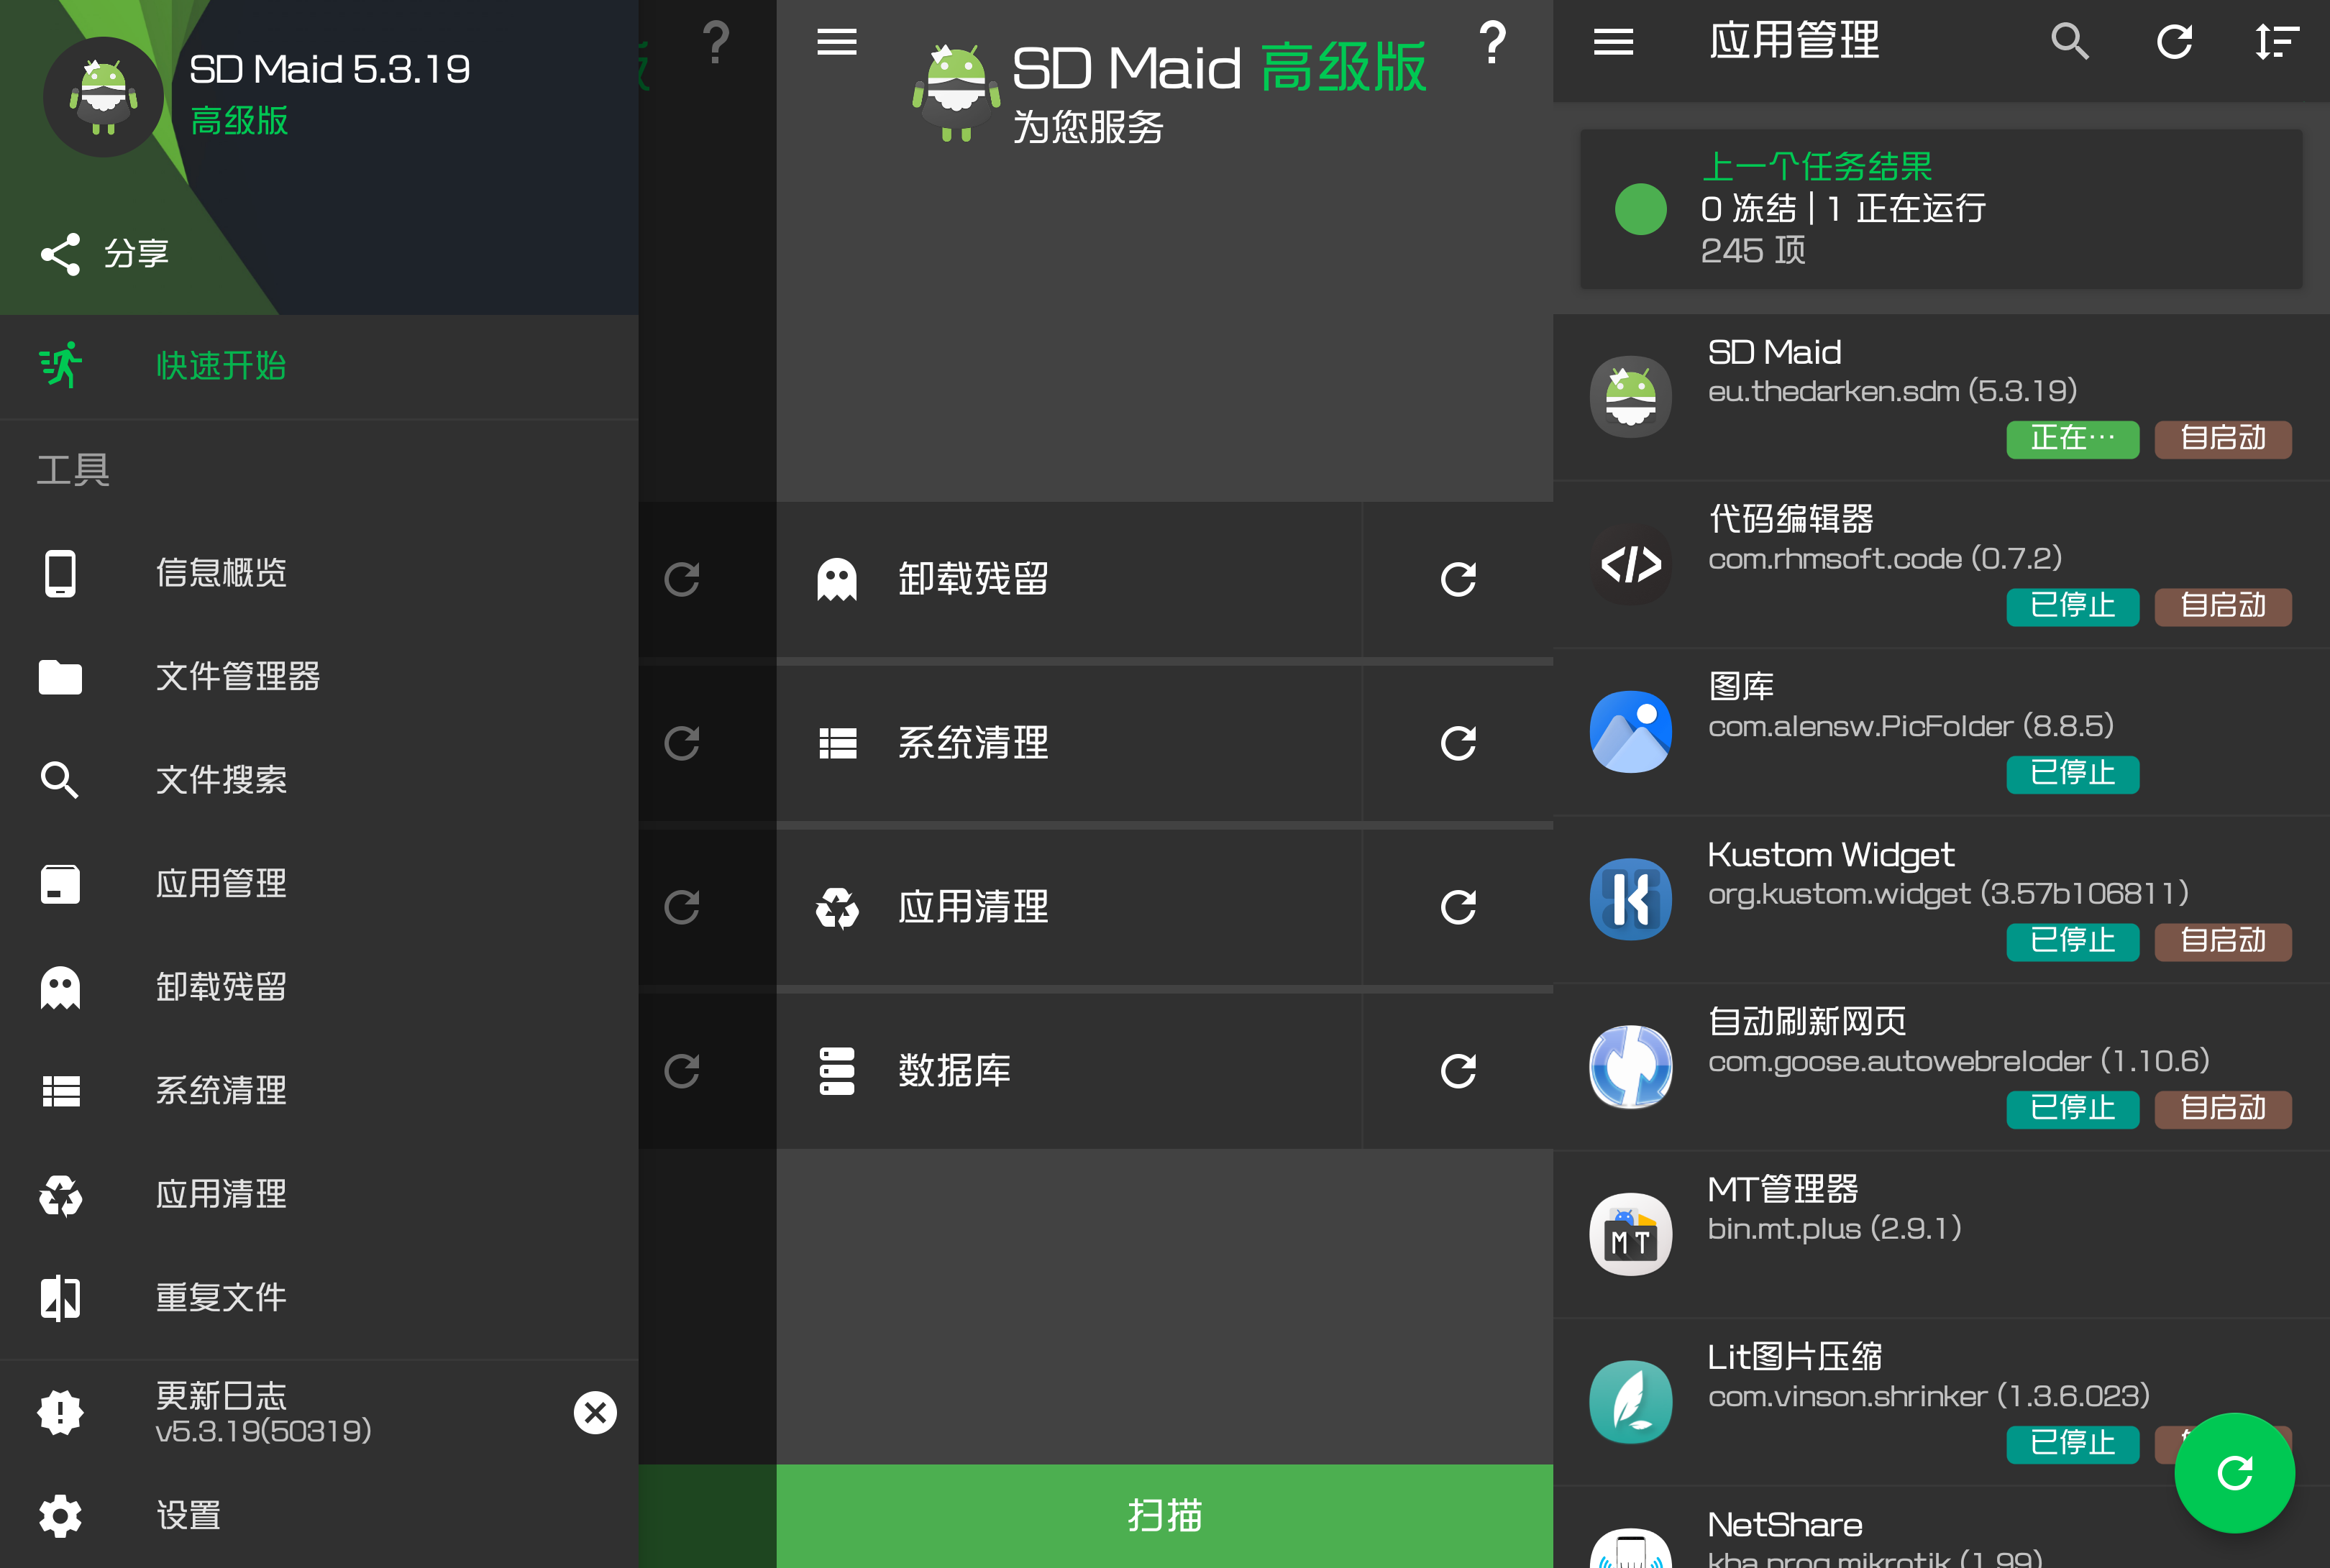 SD Maid 5.3.19
高级版
分享
快速开始
工具
信息概览
文件管理器
文件搜索
应用管理
卸载残留
系统清理
应用清理
重复文件
更新日志
v5.3.19(50319)
设置
?
SD Maid 高级版
为您服务
?
卸载残留
系统清理
应用清理
数据库
扫描
应用管理
上一个任务结果
0 冻结 | 1 正在运行
245 项
SD Maid
eu.thedarken.sdm (5.3.19)
正在… 自启动
代码编辑器
com.rhmsoft.code (0.7.2)
已停止 自启动
图库
com.alensw.PicFolder (8.8.5)
已停止
Kustom Widget
org.kustom.widget (3.57b106811)
已停止 自启动
自动刷新网页
com.goose.autowebreloder (1.10.6)
已停止 自启动
MT管理器
bin.mt.plus (2.9.1)
MT
Lit图片压缩
com.vinson.shrinker (1.3.6.023)
已停止
NetShare
kha.prog.mikrotik (1.99)